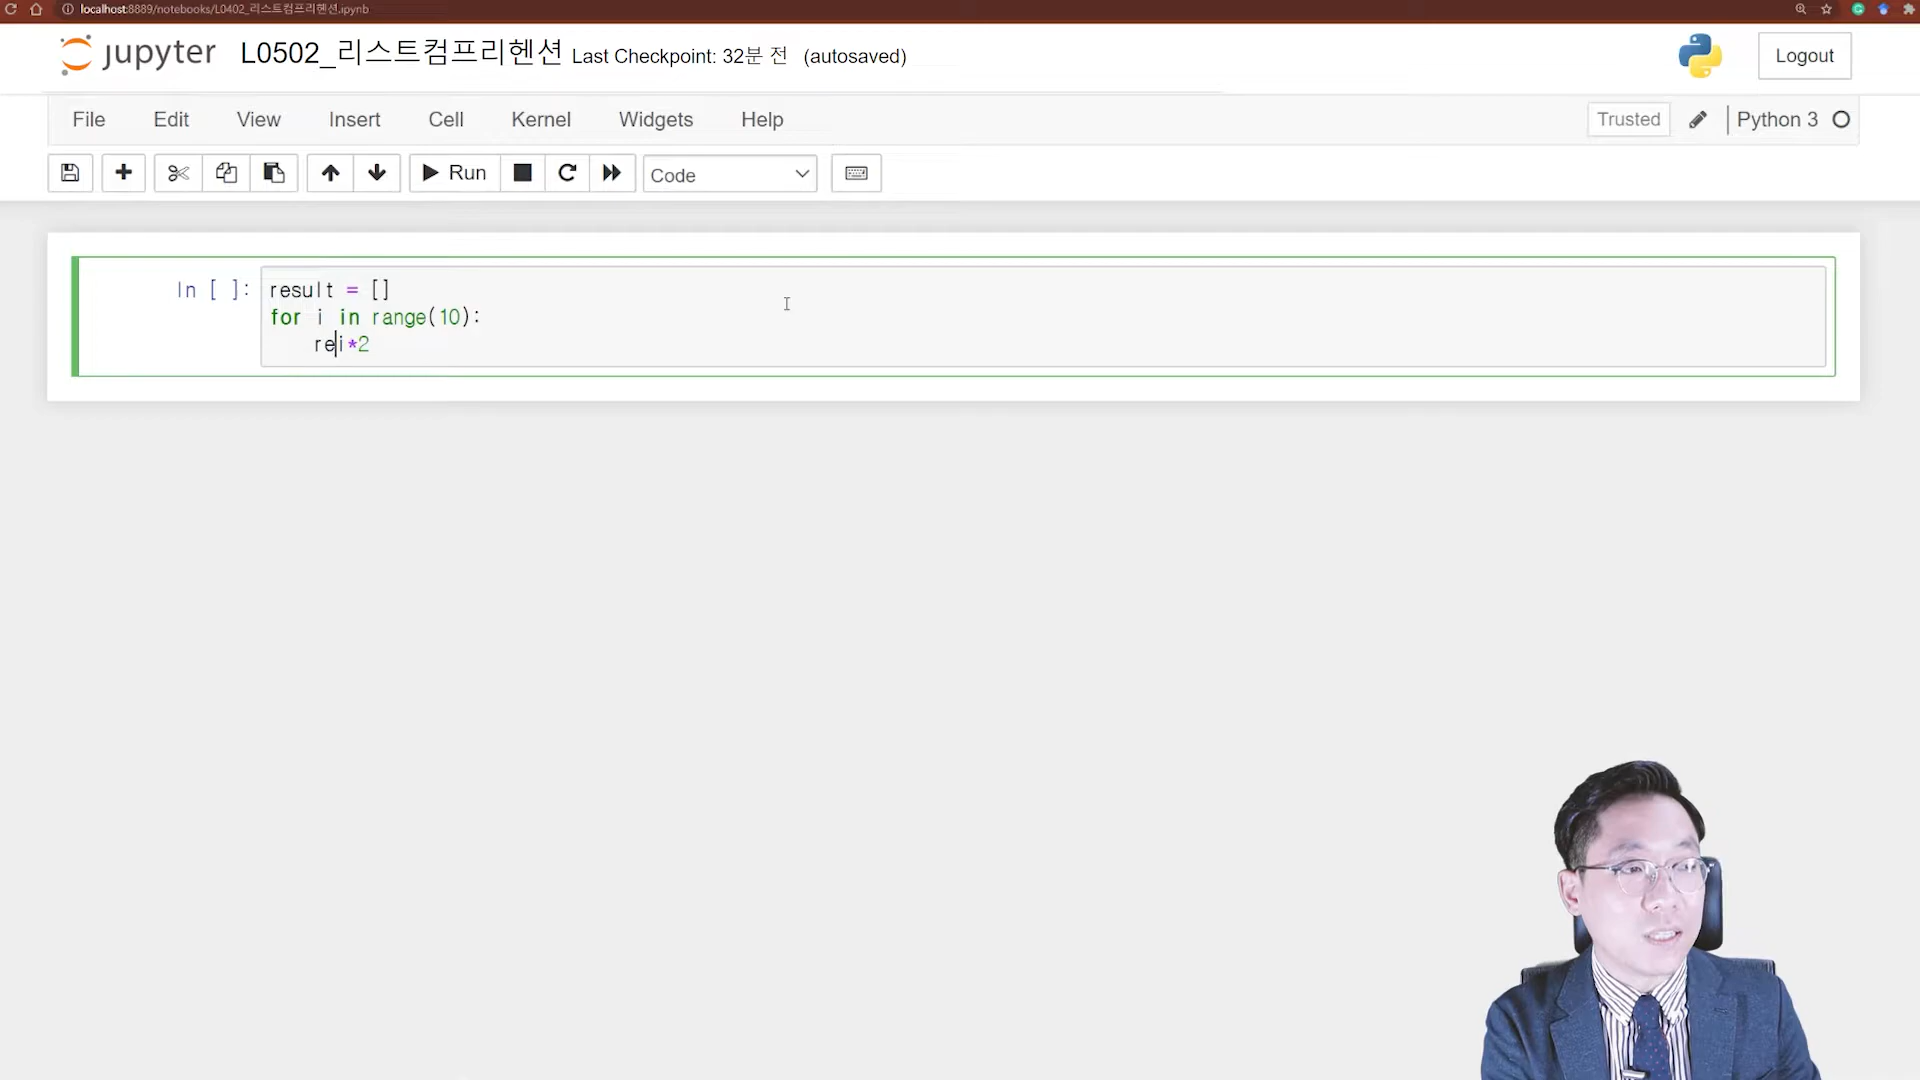 localhost:8889/notebooks/L0402_리스트컴프리헨션.ipynb
jupyter L0502_리스트컴프리헨션 Last Checkpoint: 32분 전 (autosaved) Logout
File Edit View Insert Cell Kernel Widgets Help Trusted Python 3
Run Code
In [ ]: result = []
for i in range(10):
rei*2